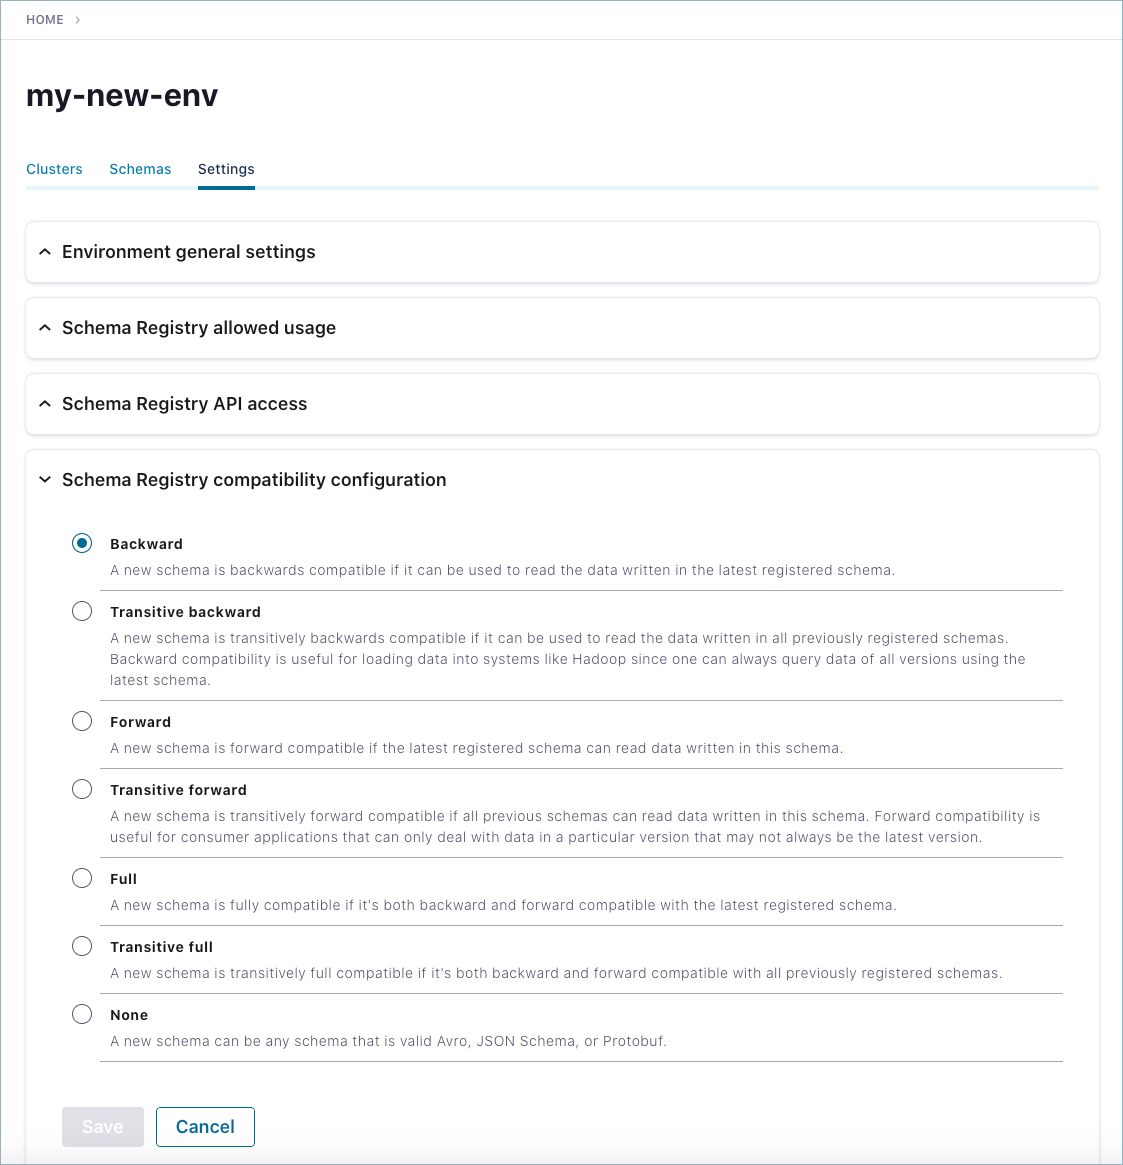 HOME
my-new-env
Clusters Schemas Settings
Environment general settings
Schema Registry allowed usage
Schema Registry API access
Schema Registry compatibility configuration
Backward
A new schema is backwards compatible if it can be used to read the data written in the latest registered schema.
Transitive backward
A new schema is transitively backwards compatible if it can be used to read the data written in all previously registered schemas.
Backward compatibility is useful for loading data into systems like Hadoop since one can always query data of all versions using the
latest schema.
Forward
A new schema is forward compatible if the latest registered schema can read data written in this schema.
Transitive forward
A new schema is transitively forward compatible if all previous schemas can read data written in this schema. Forward compatibility is
useful for consumer applications that can only deal with data in a particular version that may not always be the latest version.
Full
A new schema is fully compatible if it's both backward and forward compatible with the latest registered schema.
Transitive full
A new schema is transitively full compatible if it's both backward and forward compatible with all previously registered schemas.
None
A new schema can be any schema that is valid Avro, JSON Schema, or Protobuf.
Save Cancel